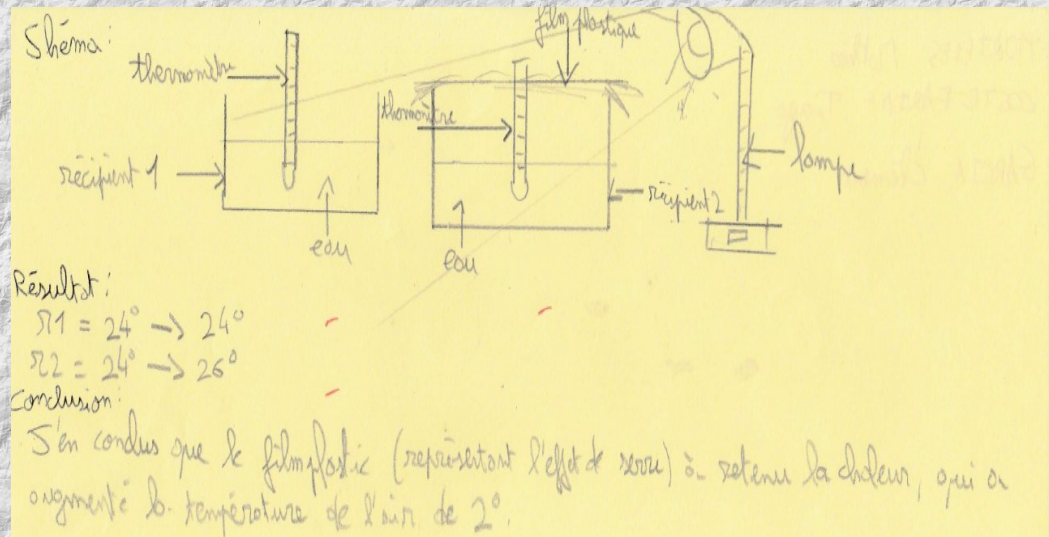 Shéma:
film plastique
thermomètre
thermomètre
récipient 1
lampe
récipient 2
eau
eau
Résultat:
r1 = 24° → 24°
r2 = 24° → 26°
Conclusion:
J'en conclus que le film plastic (représentant l'effet de serre) à retenu la chaleur, qui a
augmenté la température de l'air de 2°.